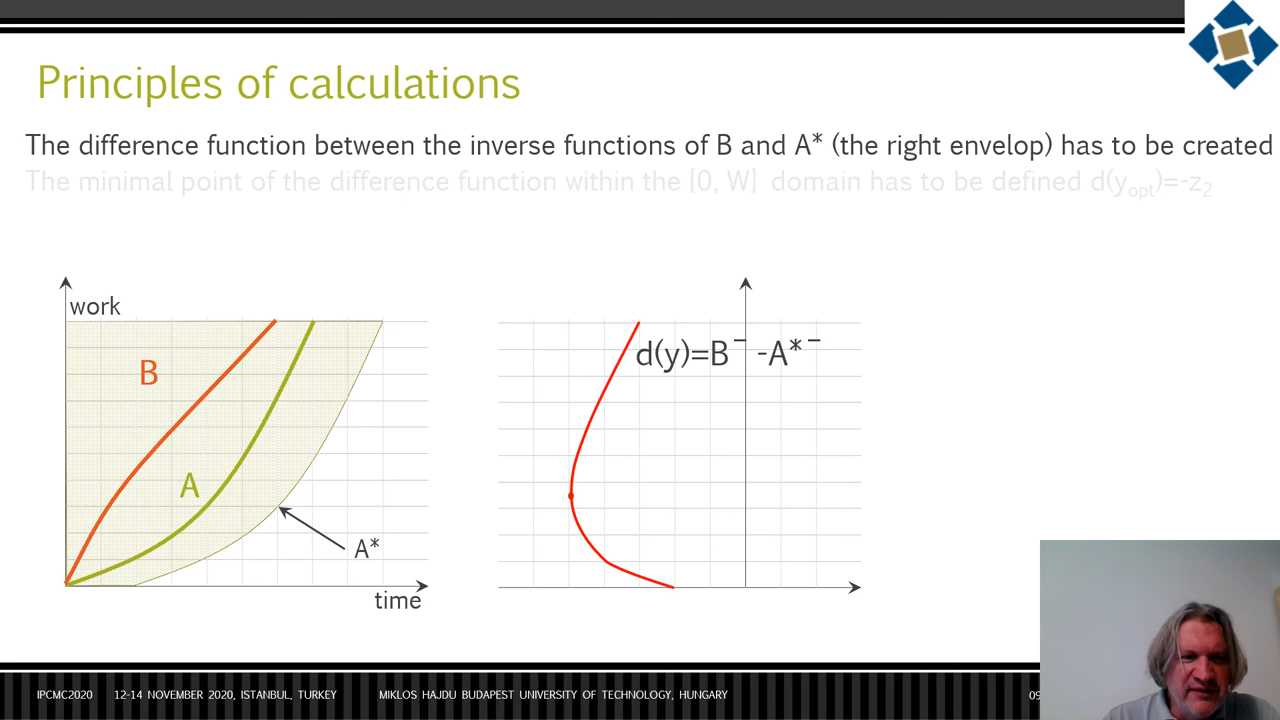 Principles of calculations
The difference function between the inverse functions of B and A* (the right envelop) has to be created
The minimal point of the difference function within the [0, W] domain has to be defined d(yopt)=-z2
work
B
A
A*
time
d(y)=B⁻ -A*⁻
IPCMC2020 12-14 NOVEMBER 2020, ISTANBUL, TURKEY MIKLOS HAJDU BUDAPEST UNIVERSITY OF TECHNOLOGY, HUNGARY